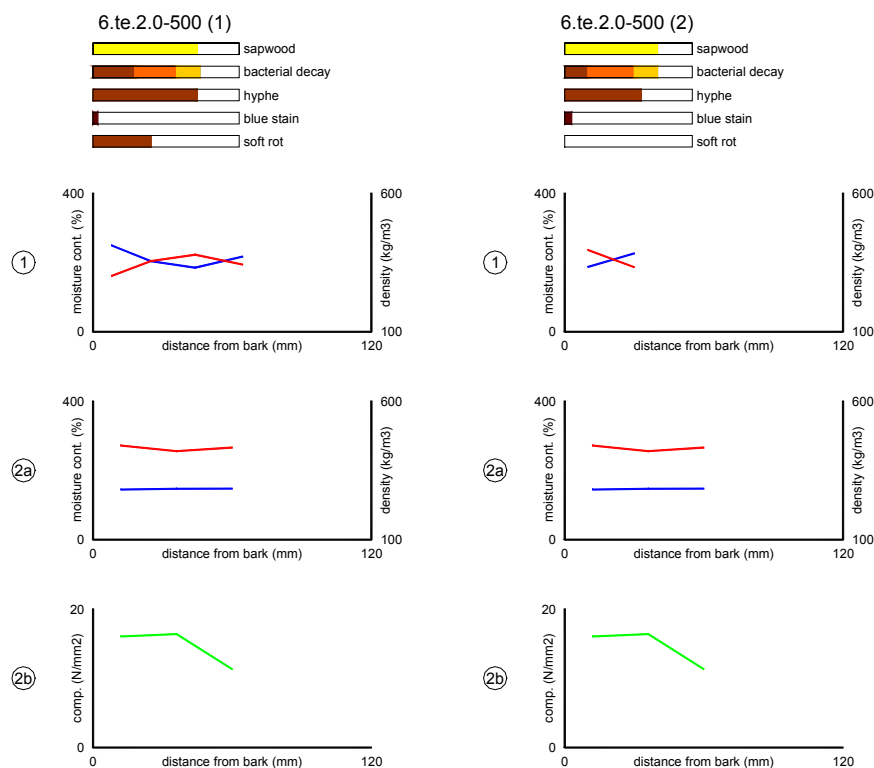 6.te.2.0-500 (1)
sapwood
bacterial decay
hyphe
blue stain
soft rot
1
400
moisture cont. (%)
0
600
density (kg/m3)
100
0
distance from bark (mm)
120
2a
400
moisture cont. (%)
0
600
density (kg/m3)
100
0
distance from bark (mm)
120
2b
20
comp. (N/mm2)
0
0
distance from bark (mm)
120
6.te.2.0-500 (2)
sapwood
bacterial decay
hyphe
blue stain
soft rot
1
400
moisture cont. (%)
0
600
density (kg/m3)
100
0
distance from bark (mm)
120
2a
400
moisture cont. (%)
0
600
density (kg/m3)
100
0
distance from bark (mm)
120
2b
20
comp. (N/mm2)
0
0
distance from bark (mm)
120